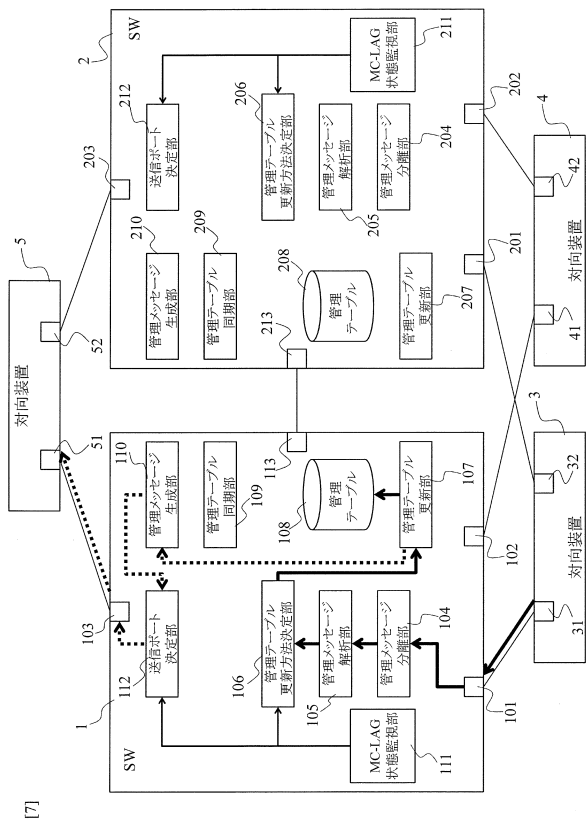 [7]
5
対向装置
51
52
1
SW
103
112
送信ポート
決定部
110
管理メッセージ
生成部
109
管理テーブル
同期部
106
管理テーブル
更新方法決定部
105
管理メッセージ
解析部
104
管理メッセージ
分離部
108
管理
テーブル
107
管理テーブル
更新部
111
MC-LAG
状態監視部
101
102
113
2
SW
203
212
送信ポート
決定部
210
管理メッセージ
生成部
209
管理テーブル
同期部
206
管理テーブル
更新方法決定部
205
管理メッセージ
解析部
204
管理メッセージ
分離部
208
管理
テーブル
207
管理テーブル
更新部
211
MC-LAG
状態監視部
201
202
213
3
対向装置
31
32
4
対向装置
41
42